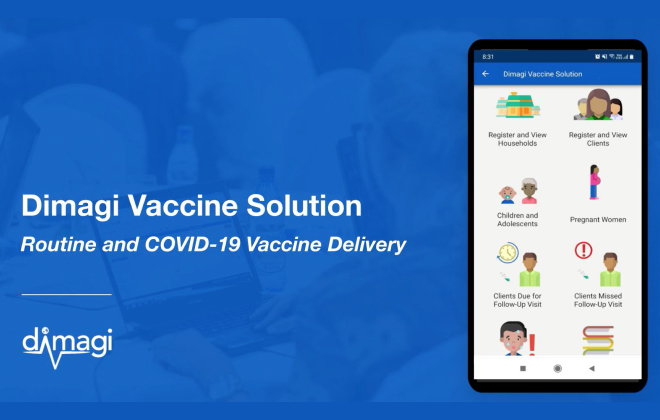 Dimagi Vaccine Solution
Routine and COVID-19 Vaccine Delivery
dimagi
8:31
Dimagi Vaccine Solution
Register and View
Households
Register and View
Clients
Children and
Adolescents
Pregnant Women
Clients Due for
Follow-Up Visit
Clients Missed
Follow-Up Visit